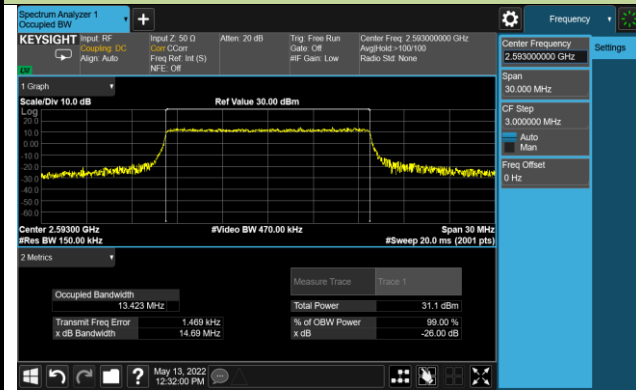 Spectrum Analyzer 1
Occupied BW
Frequency
KEYSIGHT
Input: RF
Coupling: DC
Align: Auto
Input Z: 50 Ω
Corr CCorr
Freq Ref: Int (S)
NFE: Off
Atten: 20 dB
Trig: Free Run
Gate: Off
#IF Gain: Low
Center Freq: 2.593000000 GHz
Avg|Hold:>100/100
Radio Std: None
Center Frequency
2.593000000 GHz
Settings
Span
30.000 MHz
CF Step
3.000000 MHz
Auto
Man
Freq Offset
0 Hz
1 Graph
Scale/Div 10.0 dB
Ref Value 30.00 dBm
Log
20.0
10.0
0.00
-10.0
-20.0
-30.0
-40.0
-50.0
-60.0
Center 2.59300 GHz
#Res BW 150.00 kHz
#Video BW 470.00 kHz
Span 30 MHz
#Sweep 20.0 ms (2001 pts)
2 Metrics
Measure Trace
Trace 1
Occupied Bandwidth
13.423 MHz
Total Power
31.1 dBm
Transmit Freq Error
1.469 kHz
% of OBW Power
99.00 %
x dB Bandwidth
14.69 MHz
x dB
-26.00 dB
May 13, 2022
12:32:00 PM